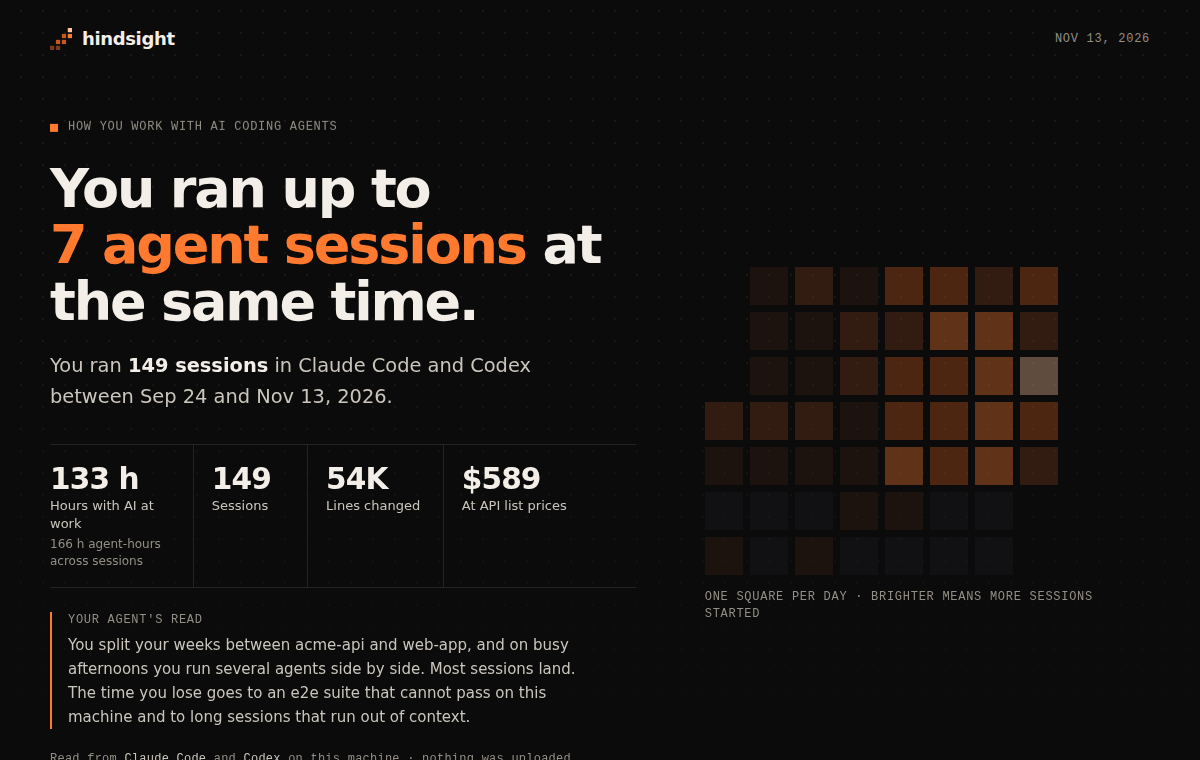 hindsight
NOV 13, 2026
HOW YOU WORK WITH AI CODING AGENTS
You ran up to
7 agent sessions at
the same time.
You ran 149 sessions in Claude Code and Codex
between Sep 24 and Nov 13, 2026.
133 h
Hours with AI at
work
166 h agent-hours
across sessions
149
Sessions
54K
Lines changed
$589
At API list prices
YOUR AGENT'S READ
You split your weeks between acme-api and web-app, and on busy
afternoons you run several agents side by side. Most sessions land.
The time you lose goes to an e2e suite that cannot pass on this
machine and to long sessions that run out of context.
Read from Claude Code and Codex on this machine · nothing was uploaded
ONE SQUARE PER DAY · BRIGHTER MEANS MORE SESSIONS
STARTED